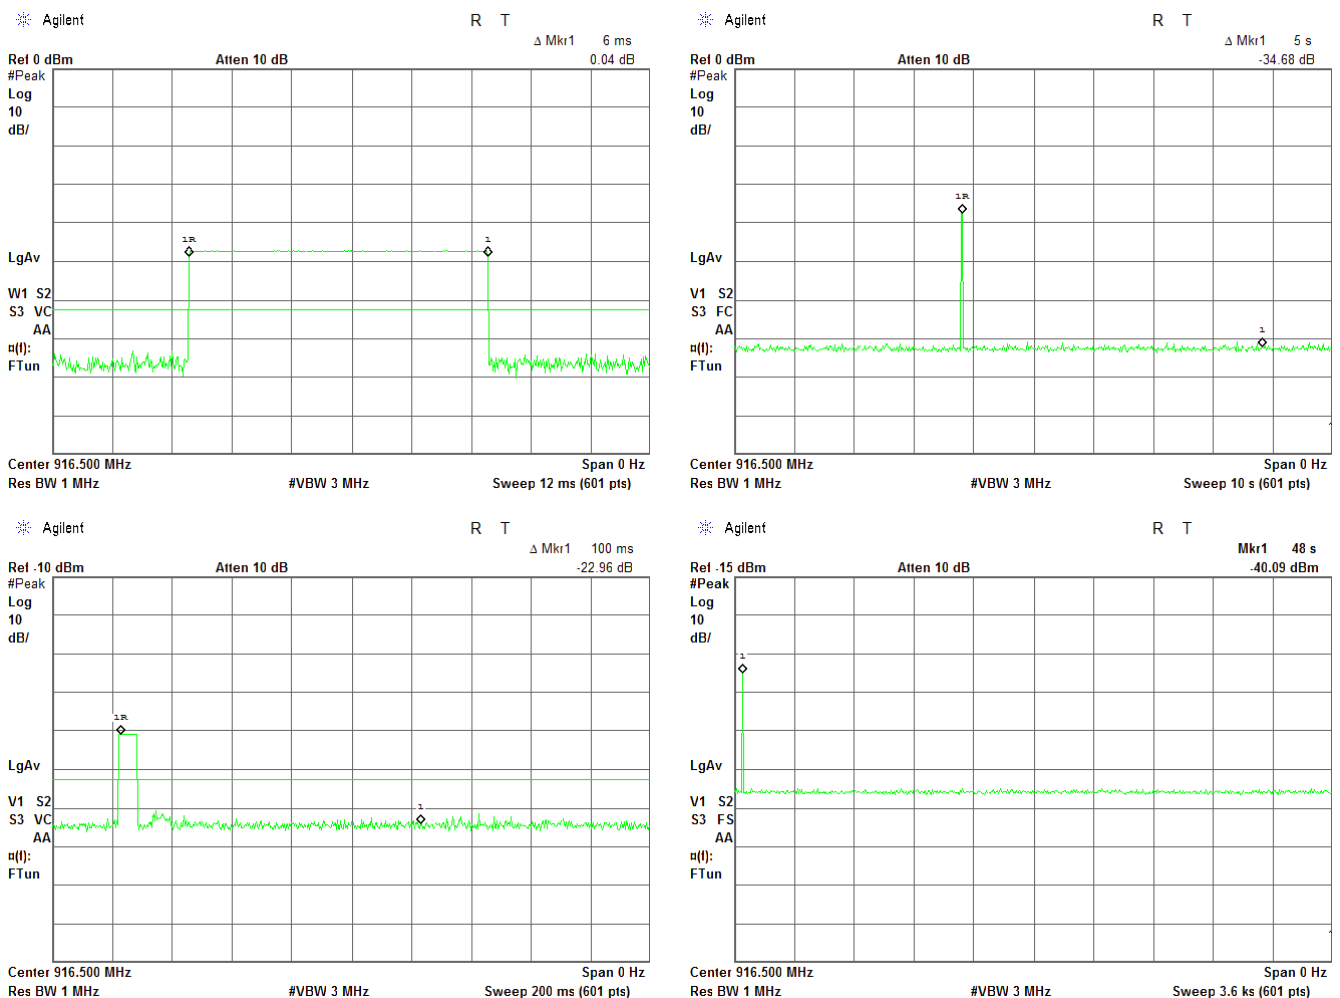 Agilent R T
Δ Mkr1 6 ms
Ref 0 dBm Atten 10 dB 0.04 dB
#Peak
Log
10
dB/
1R 1
LgAv
W1 S2
S3 VC
AA
¤(f):
FTun
Center 916.500 MHz Span 0 Hz
Res BW 1 MHz #VBW 3 MHz Sweep 12 ms (601 pts)
Agilent R T
Δ Mkr1 5 s
Ref 0 dBm Atten 10 dB -34.68 dB
#Peak
Log
10
dB/
1R
LgAv
V1 S2
S3 FC
1
AA
¤(f):
FTun
Center 916.500 MHz Span 0 Hz
Res BW 1 MHz #VBW 3 MHz Sweep 10 s (601 pts)
Agilent R T
Δ Mkr1 100 ms
Ref -10 dBm Atten 10 dB -22.96 dB
#Peak
Log
10
dB/
1R
LgAv
V1 S2
1
S3 VC
AA
¤(f):
FTun
Center 916.500 MHz Span 0 Hz
Res BW 1 MHz #VBW 3 MHz Sweep 200 ms (601 pts)
Agilent R T
Mkr1 48 s
Ref -15 dBm Atten 10 dB -40.09 dBm
#Peak
Log
10
dB/
1
LgAv
V1 S2
S3 FS
AA
¤(f):
FTun
Center 916.500 MHz Span 0 Hz
Res BW 1 MHz #VBW 3 MHz Sweep 3.6 ks (601 pts)